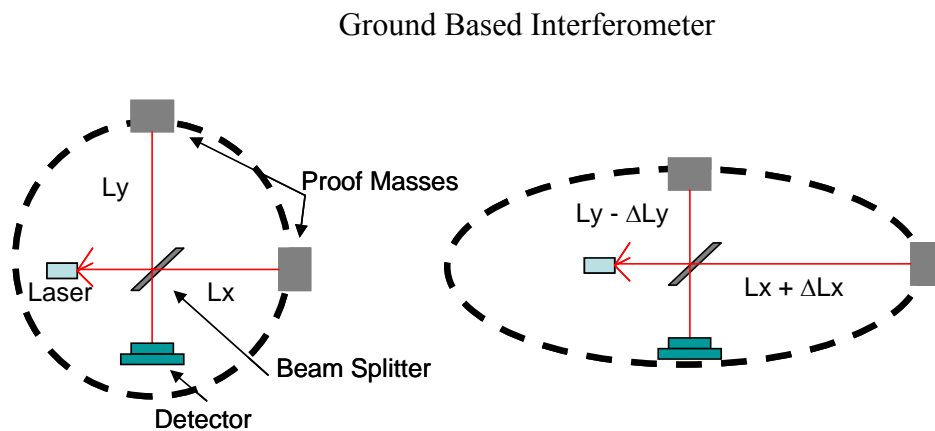 Ground Based Interferometer
Ly
Proof Masses
Laser
Lx
Beam Splitter
Detector
Ly - ΔLy
Lx + ΔLx